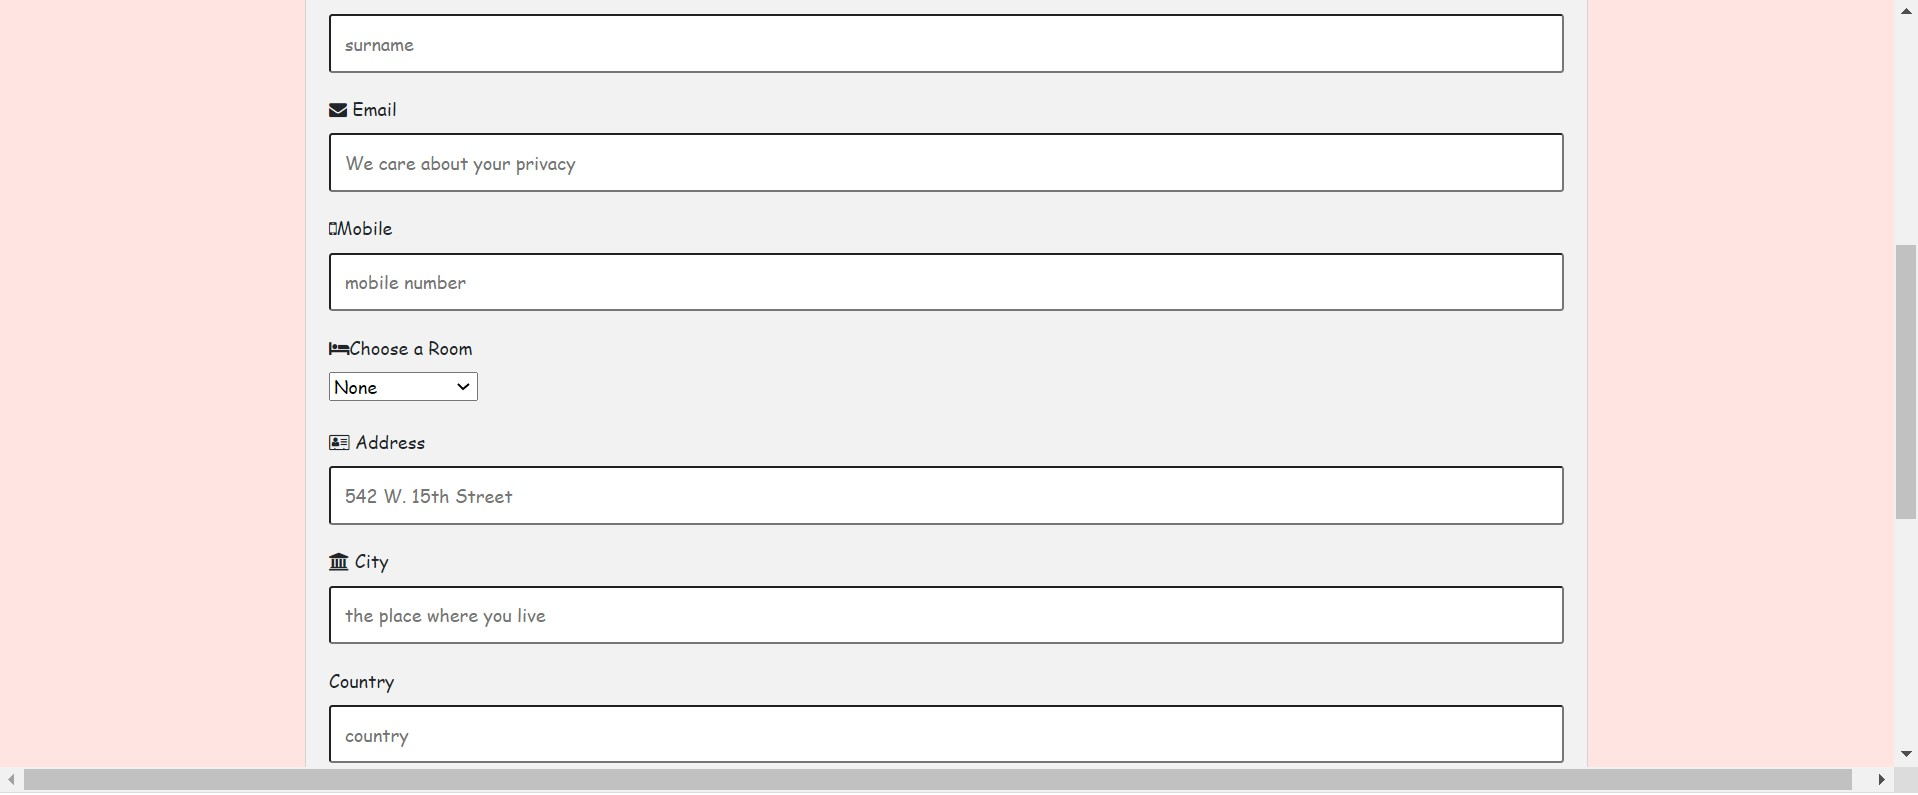 surname
Email
We care about your privacy
Mobile
mobile number
Choose a Room
None
Address
542 W. 15th Street
City
the place where you live
Country
country